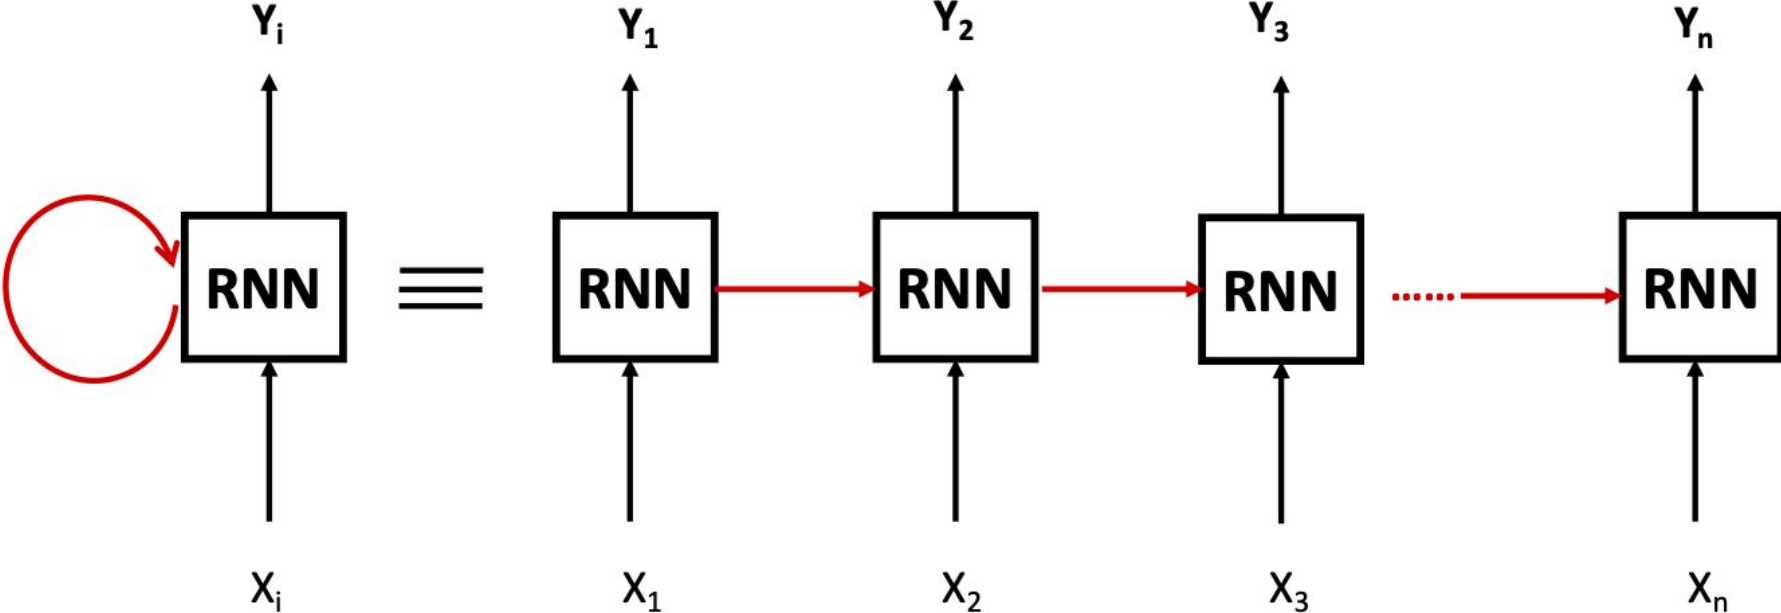 Yi Y1 Y2 Y3 Yn
RNN RNN RNN RNN RNN
Xi X1 X2 X3 Xn